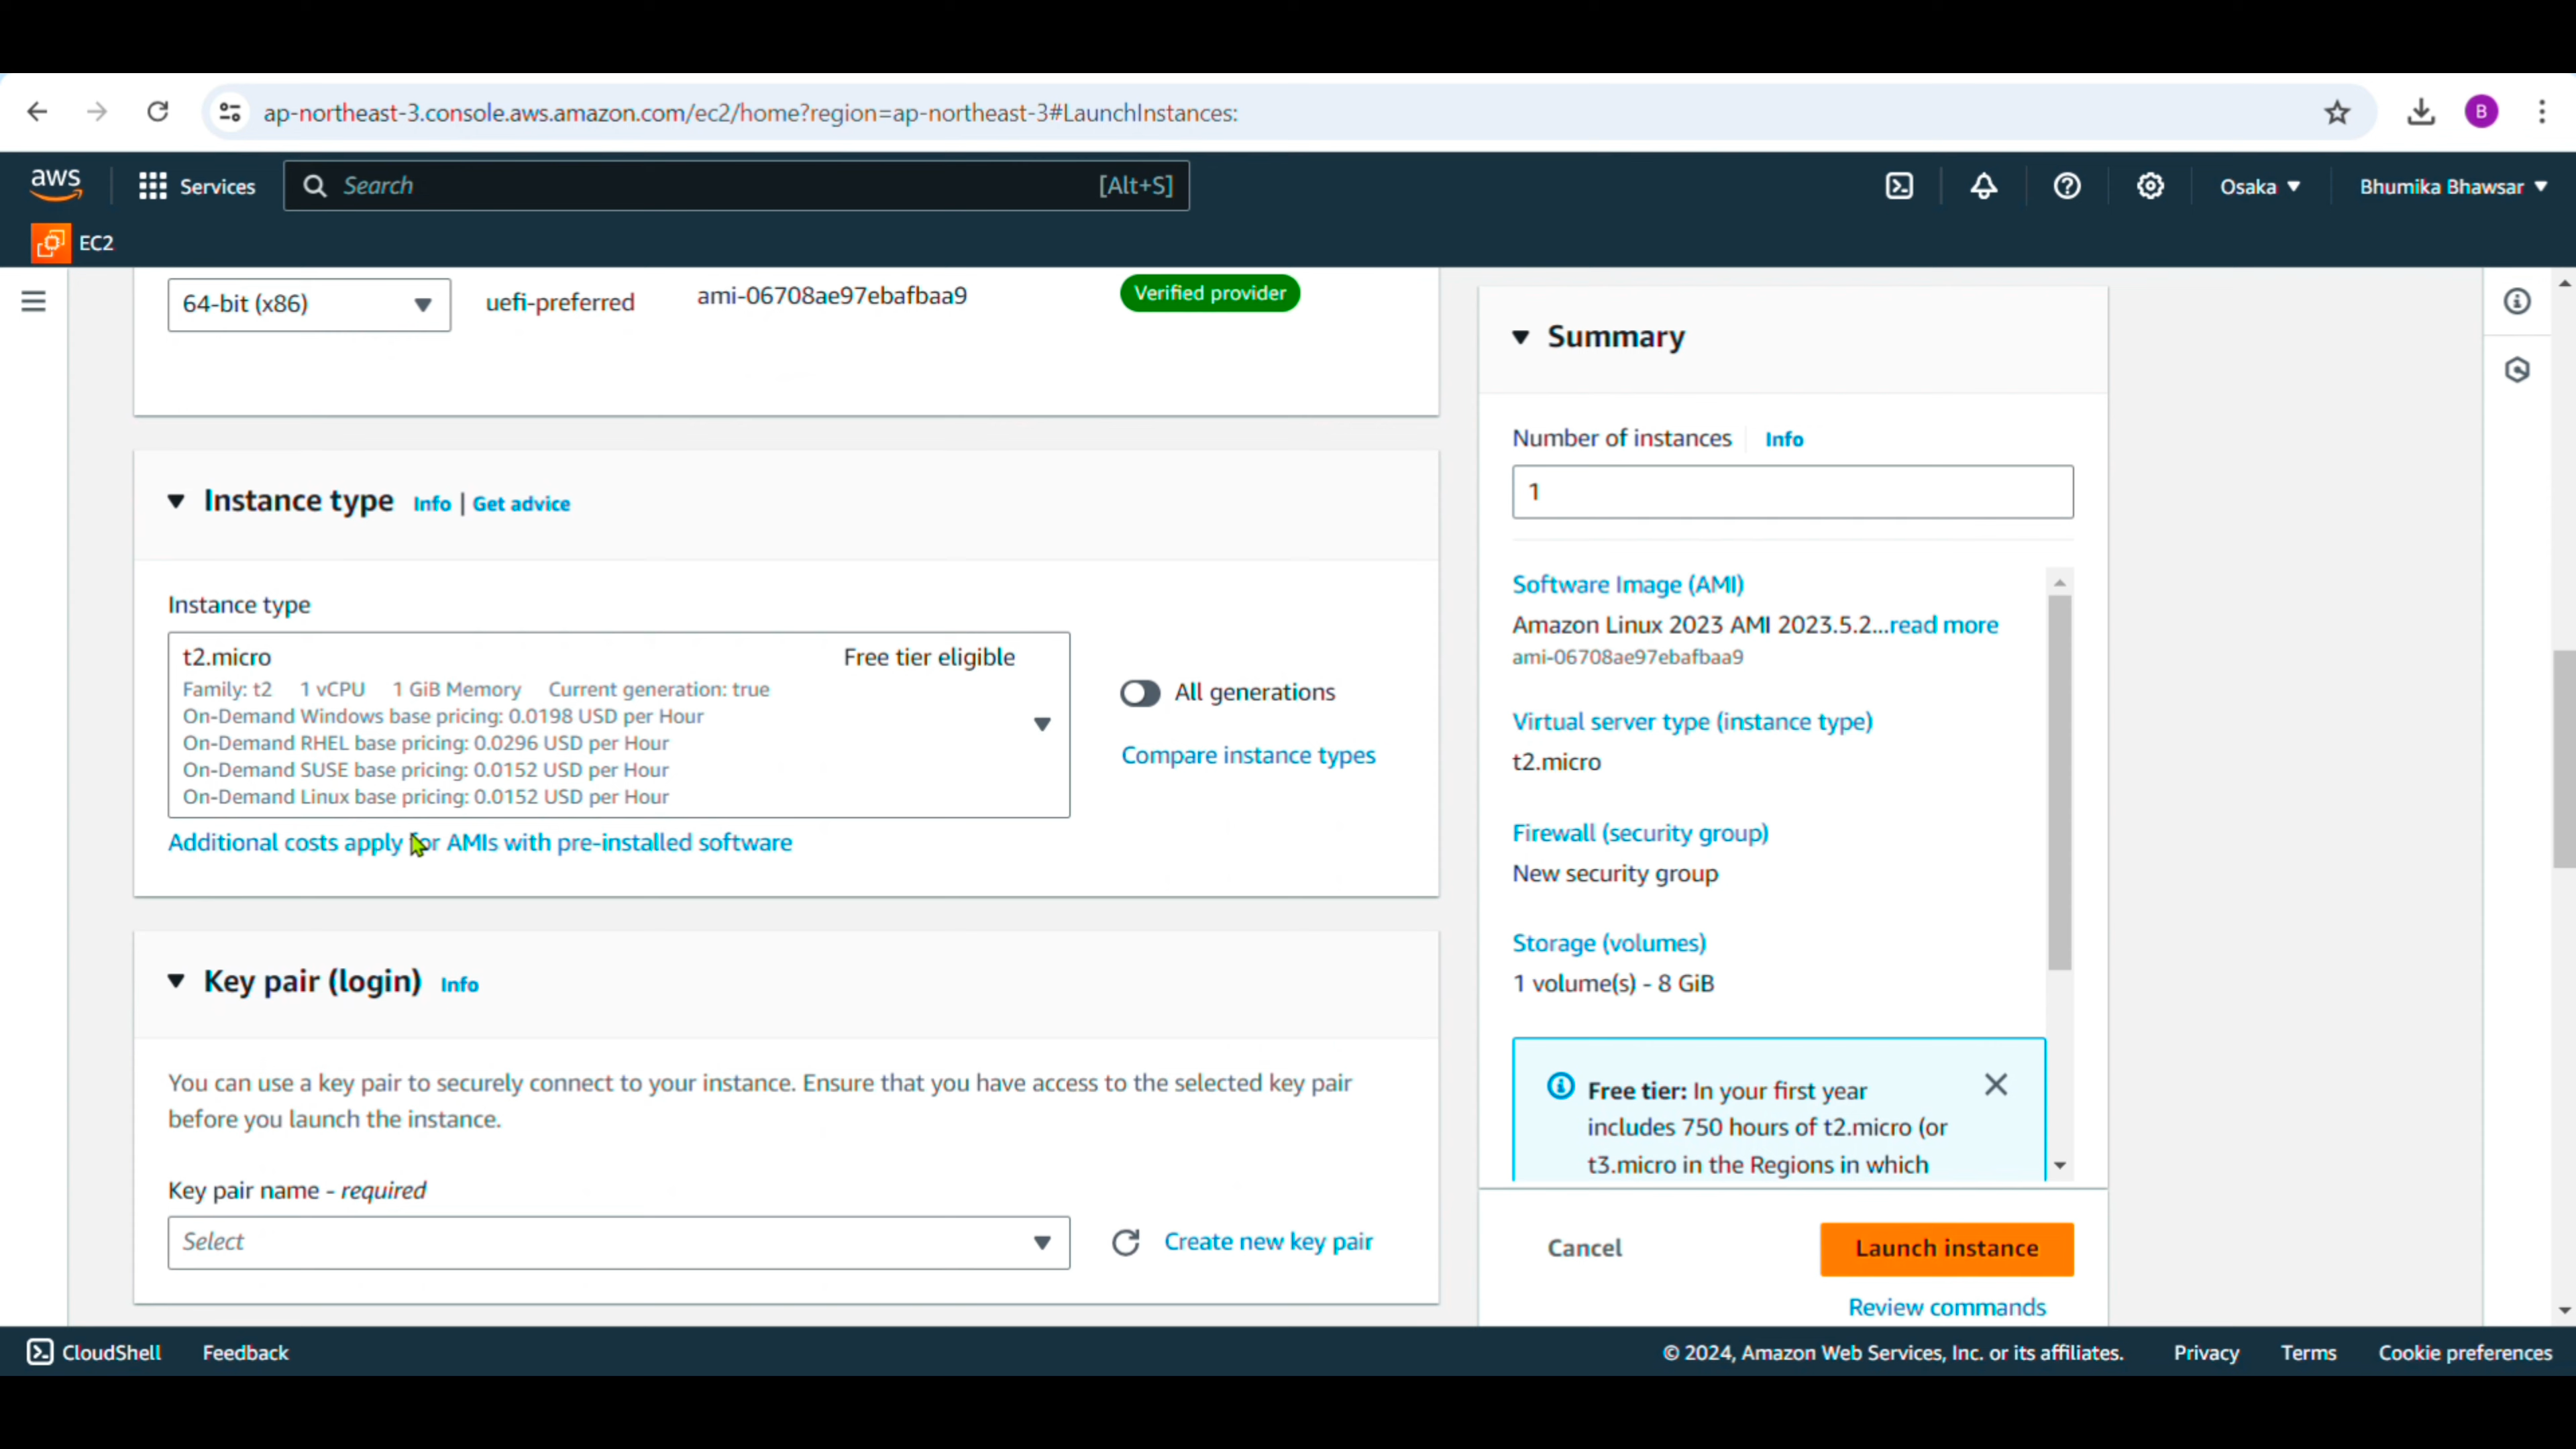 ap-northeast-3.console.aws.amazon.com/ec2/home?region=ap-northeast-3#LaunchInstances:
B
aws
Services
Search
[Alt+S]
Osaka
Bhumika Bhawsar
EC2
64-bit (x86)
uefi-preferred
ami-06708ae97ebafbaa9
Verified provider
Instance type Info | Get advice
Instance type
t2.micro
Free tier eligible
Family: t2 1 vCPU 1 GiB Memory Current generation: true
On-Demand Windows base pricing: 0.0198 USD per Hour
On-Demand RHEL base pricing: 0.0296 USD per Hour
On-Demand SUSE base pricing: 0.0152 USD per Hour
On-Demand Linux base pricing: 0.0152 USD per Hour
All generations
Compare instance types
Additional costs apply for AMIs with pre-installed software
Key pair (login) Info
You can use a key pair to securely connect to your instance. Ensure that you have access to the selected key pair
before you launch the instance.
Key pair name - required
Select
Create new key pair
Summary
Number of instances Info
1
Software Image (AMI)
Amazon Linux 2023 AMI 2023.5.2...read more
ami-06708ae97ebafbaa9
Virtual server type (instance type)
t2.micro
Firewall (security group)
New security group
Storage (volumes)
1 volume(s) - 8 GiB
Free tier: In your first year
includes 750 hours of t2.micro (or
t3.micro in the Regions in which
Cancel
Launch instance
Review commands
CloudShell
Feedback
© 2024, Amazon Web Services, Inc. or its affiliates.
Privacy
Terms
Cookie preferences